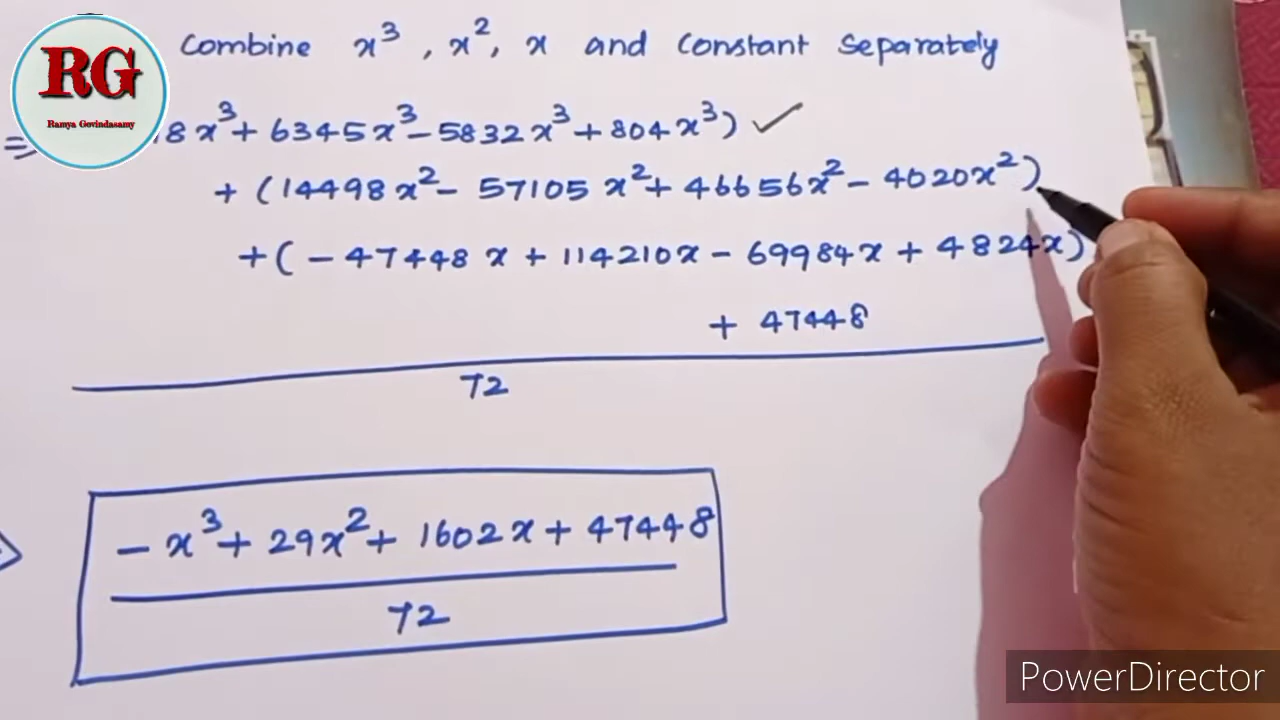 RG
Ramya Govindasamy
Combine x³, x², x and Constant Separately
⇒ 18x³ + 6345x³ - 5832x³ + 804x³) ✓
+ (14498x² - 57105x² + 46656x² - 4020x²)
+ (- 47448x + 114210x - 69984x + 4824x)
+ 47448
72
- x³ + 29x² + 1602x + 47448
72
PowerDirector